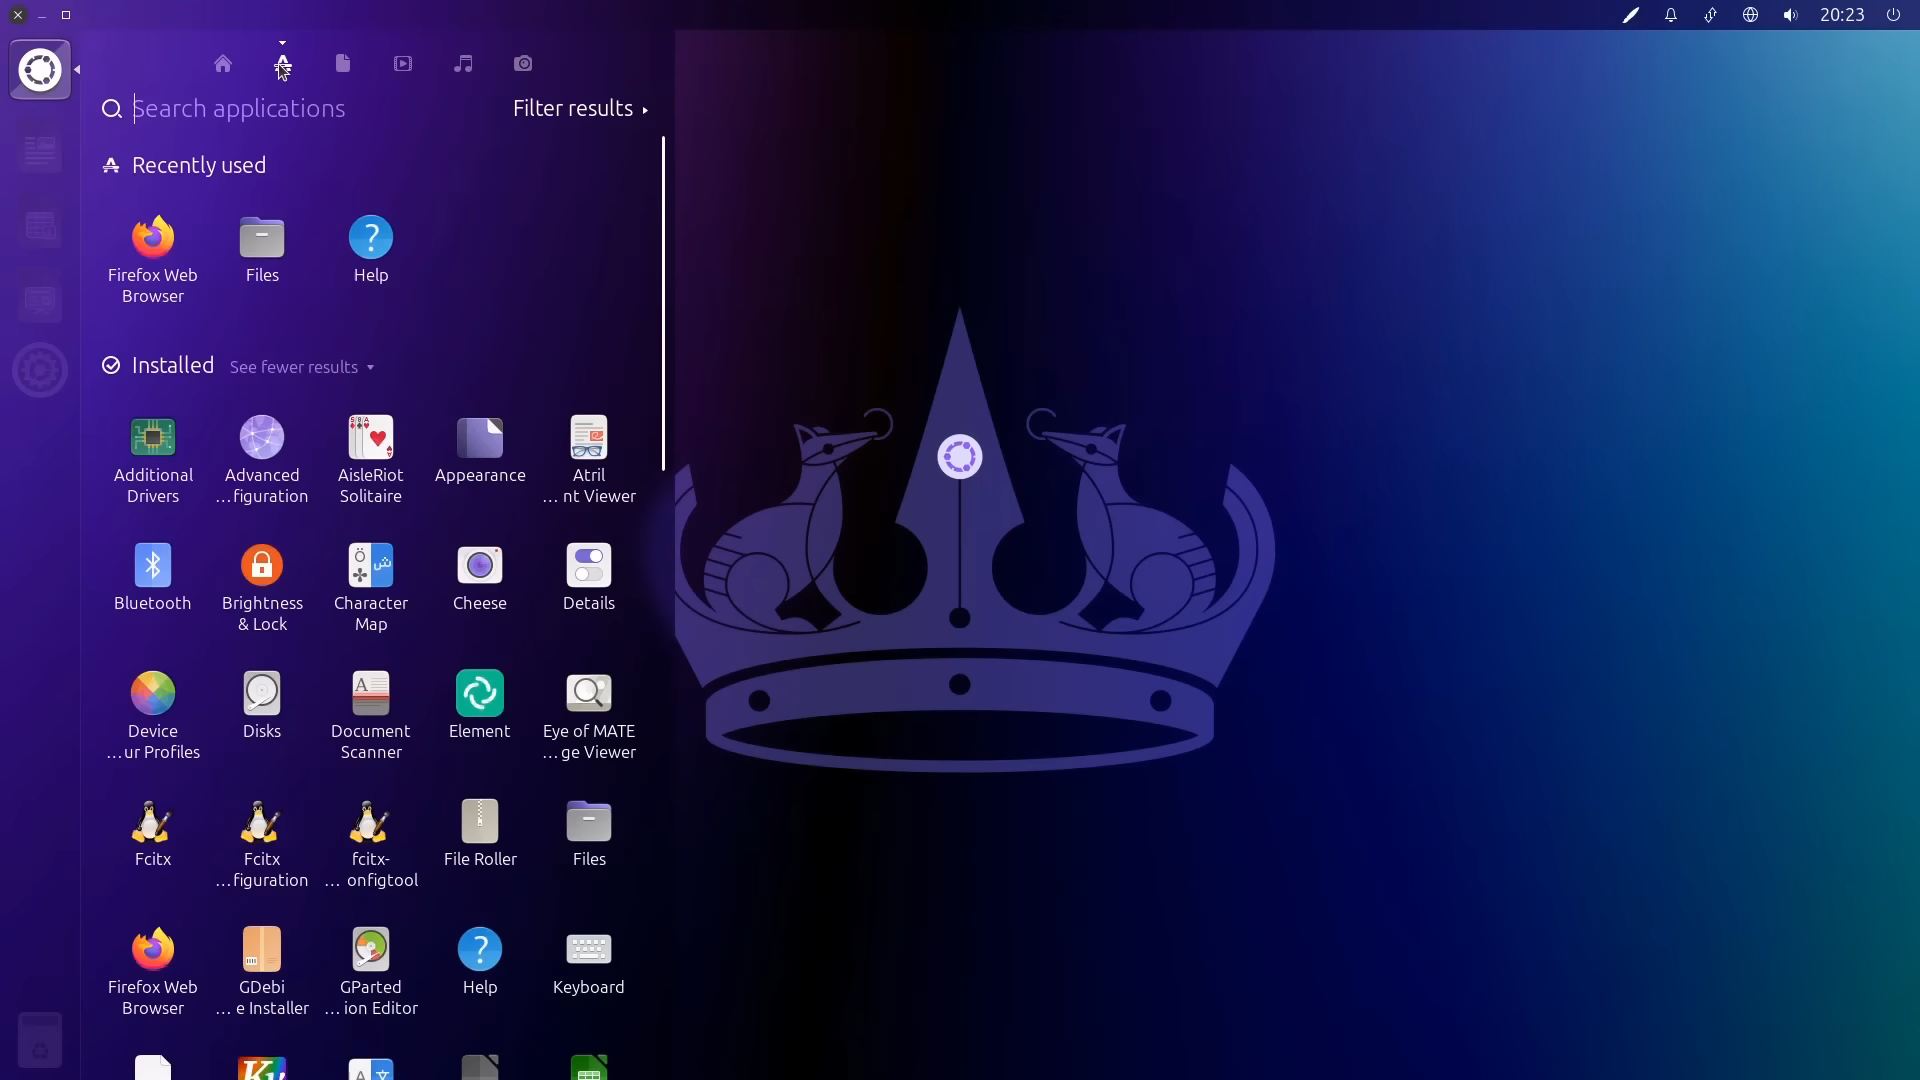 20:23
Search applications
Filter results
Recently used
Firefox Web
Browser
Files
Help
Installed
See fewer results
Additional
Drivers
Advanced
…figuration
AisleRiot
Solitaire
Appearance
Atril
… nt Viewer
Bluetooth
Brightness
& Lock
Character
Map
Cheese
Details
Device
…ur Profiles
Disks
Document
Scanner
Element
Eye of MATE
… ge Viewer
Fcitx
Fcitx
…figuration
fcitx-
… onfigtool
File Roller
Files
Firefox Web
Browser
GDebi
… e Installer
GParted
… ion Editor
Help
Keyboard